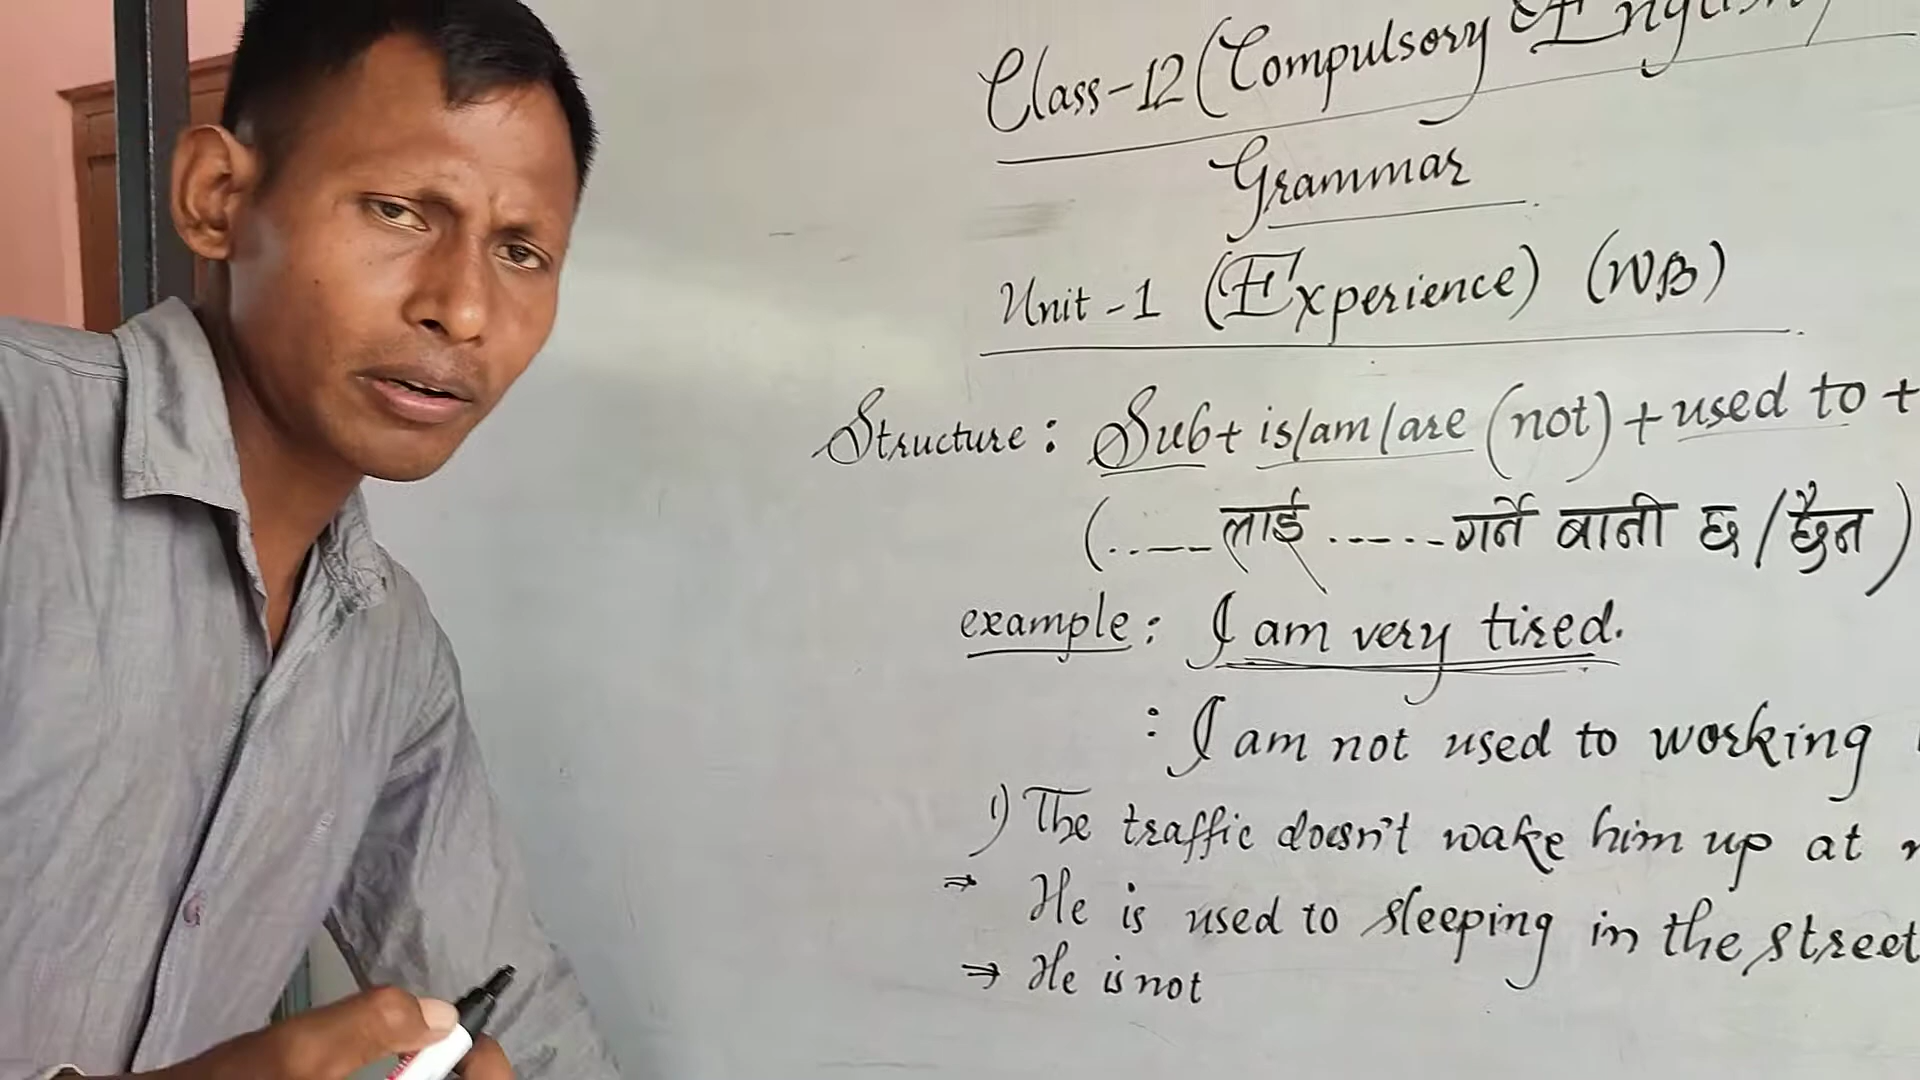 Class-12 (Compulsory English)
Grammar
Unit-1 (Experience) (WB)
Structure: Sub+ is/am/are (not) + used to +
(......लाई ......गर्ने बानी छ /छैन)
example: I am very tired.
: I am not used to working
1) The traffic doesn't wake him up at
⇒ He is used to sleeping in the street
⇒ He is not